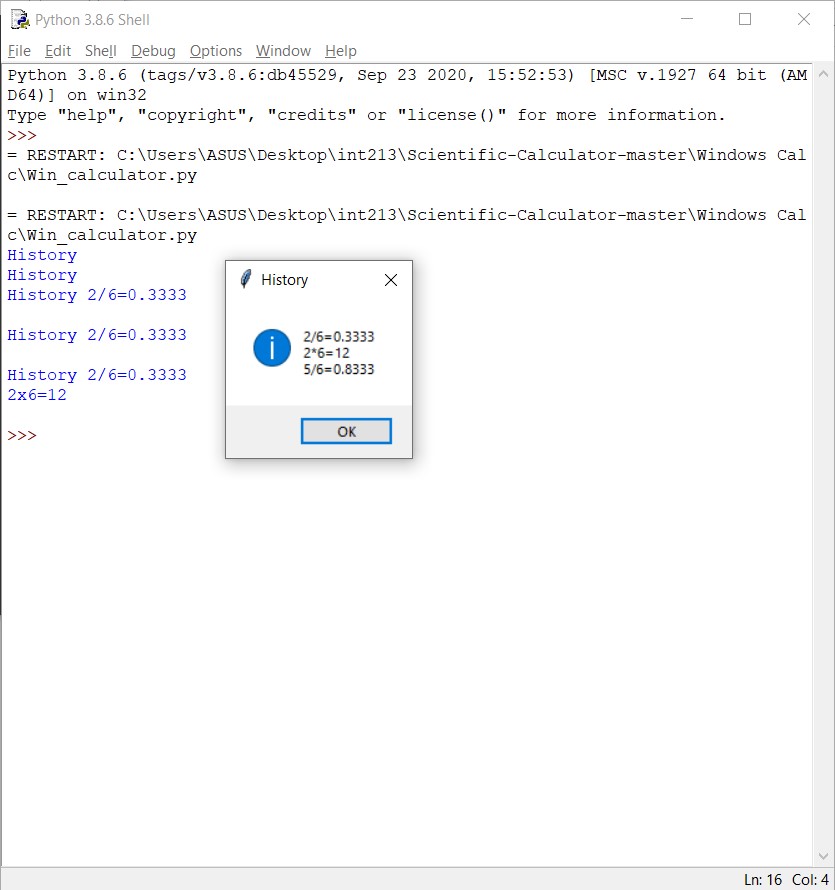 Python 3.8.6 Shell
File Edit Shell Debug Options Window Help
Python 3.8.6 (tags/v3.8.6:db45529, Sep 23 2020, 15:52:53) [MSC v.1927 64 bit (AM
D64)] on win32
Type "help", "copyright", "credits" or "license()" for more information.
>>>
= RESTART: C:\Users\ASUS\Desktop\int213\Scientific-Calculator-master\Windows Cal
c\Win_calculator.py
= RESTART: C:\Users\ASUS\Desktop\int213\Scientific-Calculator-master\Windows Cal
c\Win_calculator.py
History
History
History 2/6=0.3333
History 2/6=0.3333
History 2/6=0.3333
2x6=12
>>>
History
2/6=0.3333
2*6=12
5/6=0.8333
OK
Ln: 16 Col: 4